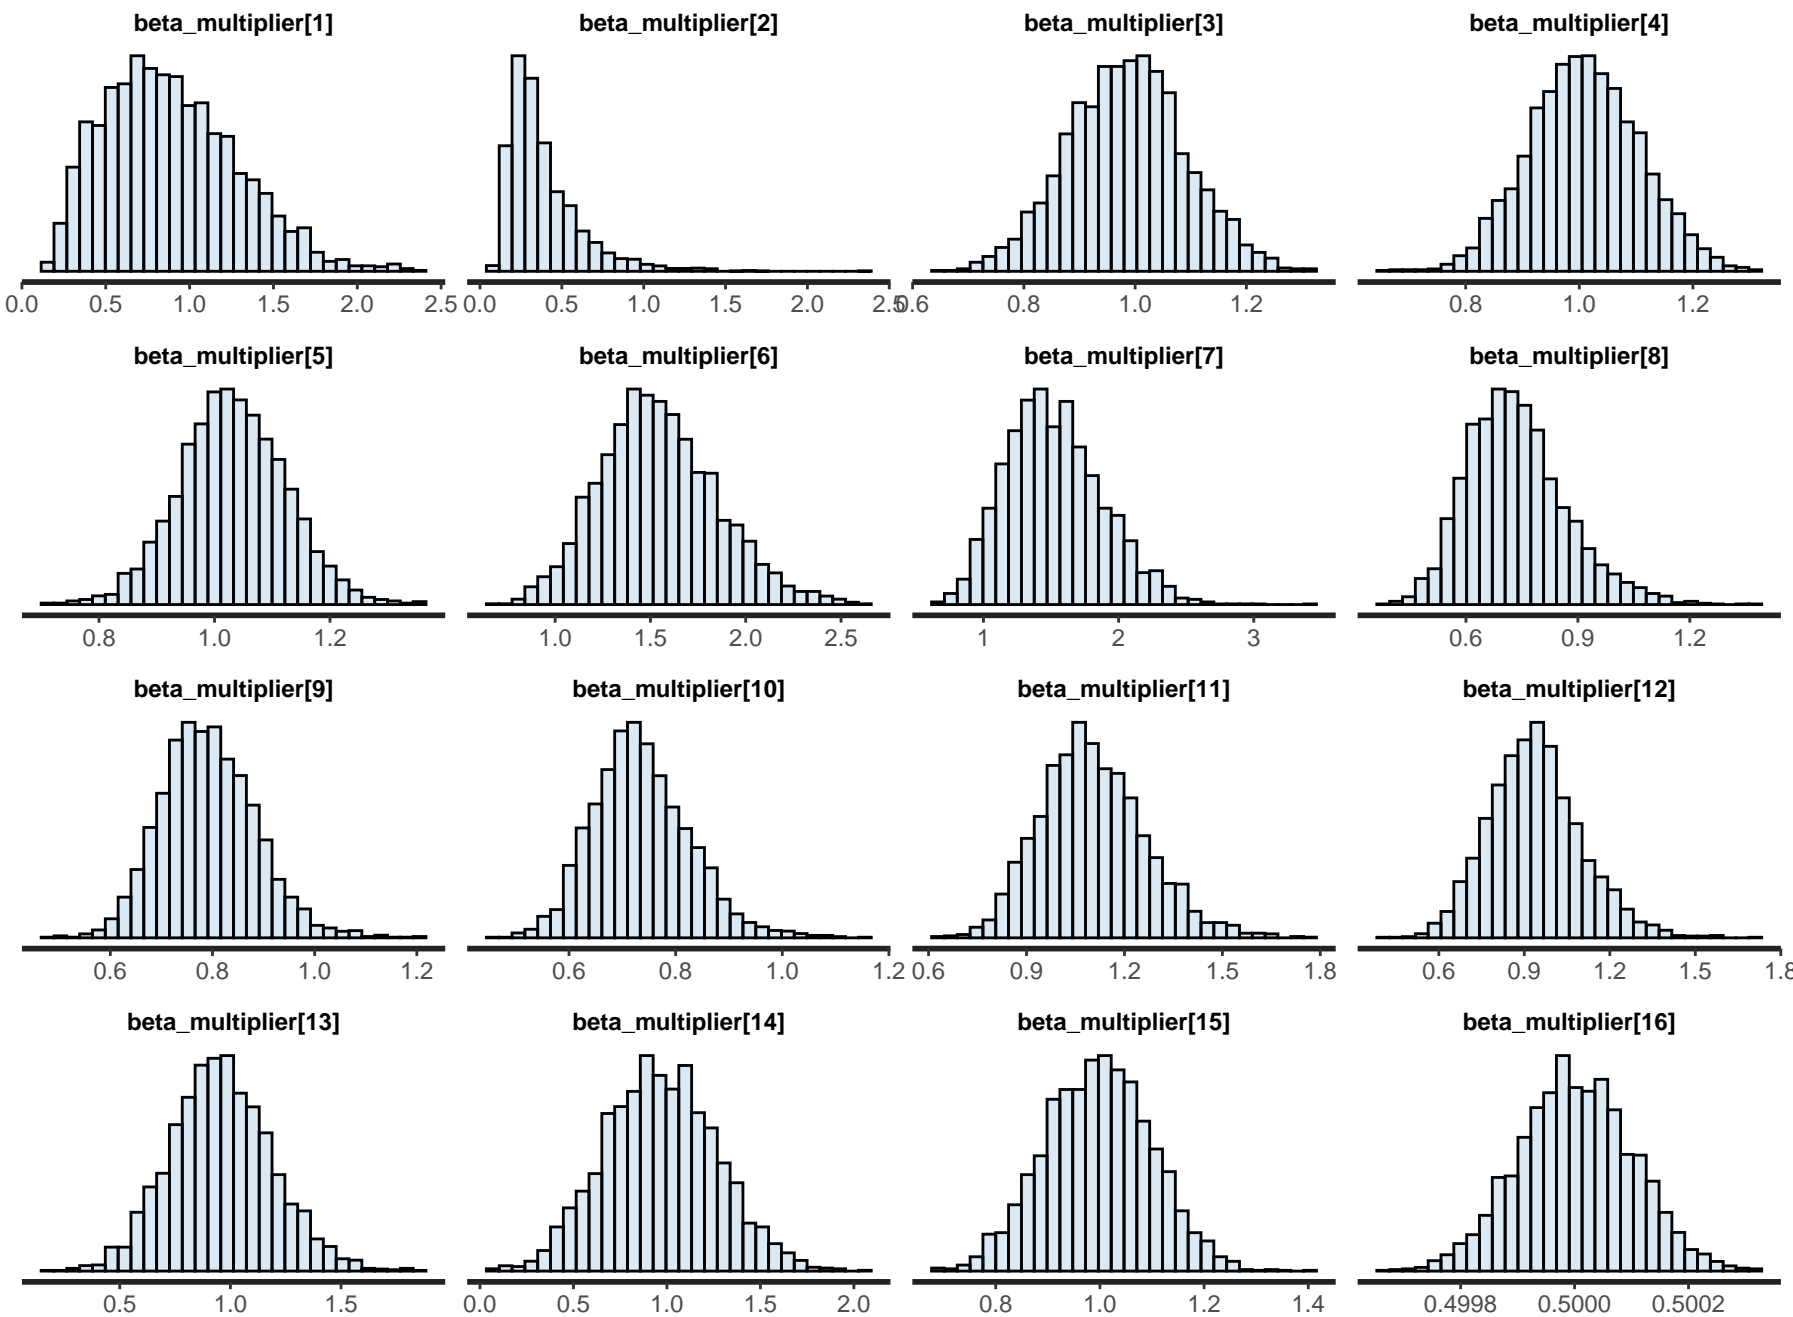 beta_multiplier[1] beta_multiplier[2] beta_multiplier[3] beta_multiplier[4]
0.0 0.5 1.0 1.5 2.0 2.5 0.0 0.5 1.0 1.5 2.0 2.5 0.6 0.8 1.0 1.2 0.8 1.0 1.2
beta_multiplier[5] beta_multiplier[6] beta_multiplier[7] beta_multiplier[8]
0.8 1.0 1.2 1.0 1.5 2.0 2.5 1 2 3 0.6 0.9 1.2
beta_multiplier[9] beta_multiplier[10] beta_multiplier[11] beta_multiplier[12]
0.6 0.8 1.0 1.2 0.6 0.8 1.0 1.2 0.6 0.9 1.2 1.5 1.8 0.6 0.9 1.2 1.5 1.8
beta_multiplier[13] beta_multiplier[14] beta_multiplier[15] beta_multiplier[16]
0.5 1.0 1.5 0.0 0.5 1.0 1.5 2.0 0.8 1.0 1.2 1.4 0.4998 0.5000 0.5002